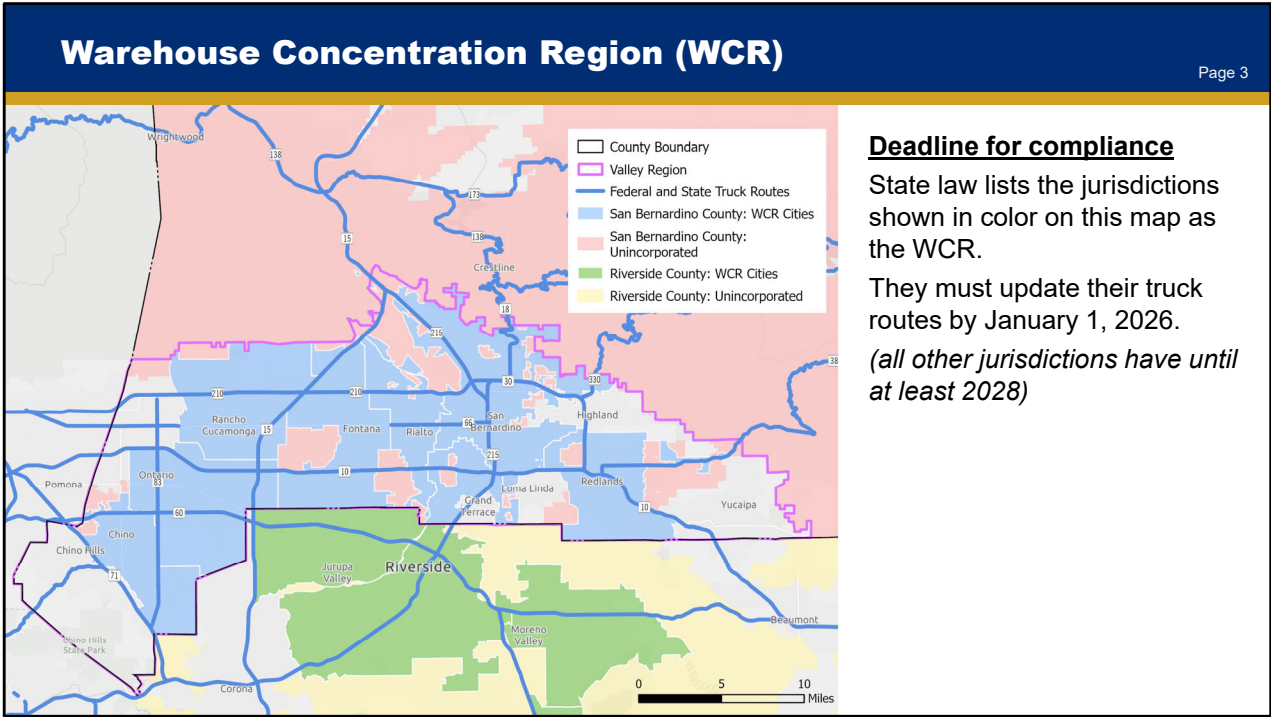 Warehouse Concentration Region (WCR)
Page 3
Wrightwood
138
173
15
138
Crestline
18
215
38
County Boundary
Valley Region
Federal and State Truck Routes
San Bernardino County: WCR Cities
San Bernardino County:
Unincorporated
Riverside County: WCR Cities
Riverside County: Unincorporated
210
210
30
330
Rancho
Cucamonga
15
Fontana
Rialto
66
San
Bernardino
Highland
215
10
Pomona
Ontario
83
Loma Linda
Redlands
Grand
Terrace
10
Yucaipa
60
Chino
Chino Hills
71
Jurupa
Valley
Riverside
Moreno
Valley
Beaumont
Chino Hills
State Park
Corona
0 5 10
Miles
Deadline for compliance
State law lists the jurisdictions
shown in color on this map as
the WCR.
They must update their truck
routes by January 1, 2026.
(all other jurisdictions have until
at least 2028)